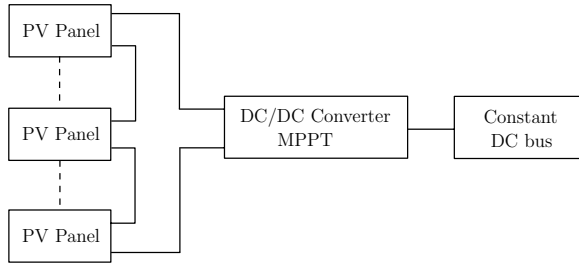 PV Panel
PV Panel
PV Panel
DC/DC Converter
MPPT
Constant
DC bus